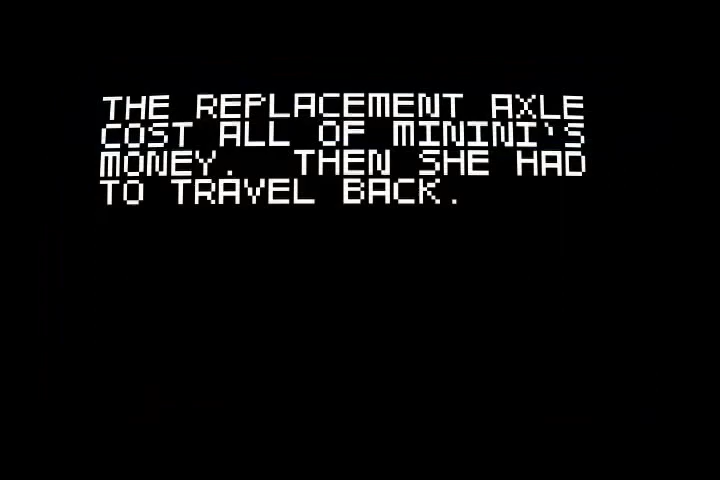 THE REPLACEMENT AXLE
COST ALL OF MININI'S
MONEY.  THEN SHE HAD
TO TRAVEL BACK.